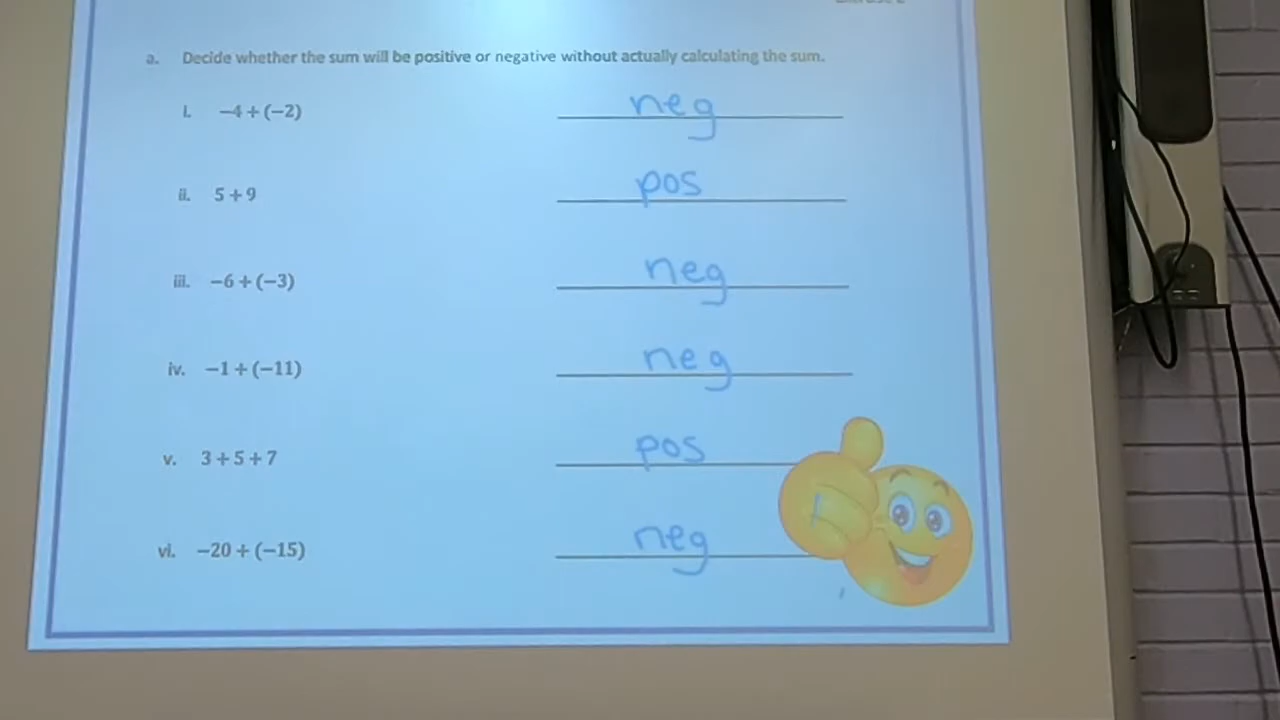 a. Decide whether the sum will be positive or negative without actually calculating the sum.
i. −4 + (−2) neg
ii. 5 + 9 pos
iii. −6 + (−3) neg
iv. −1 + (−11) neg
v. 3 + 5 + 7 pos
vi. −20 + (−15) neg